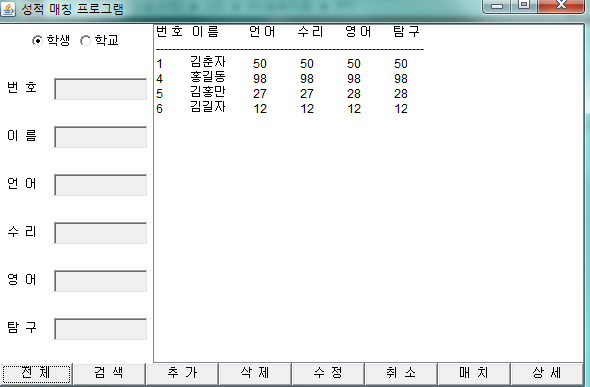 성적 매칭 프로그램
학생 학교
번 호
이 름
언 어
수 리
영 어
탐 구
번 호 이 름 언 어 수 리 영 어 탐 구
1 김춘자 50 50 50 50
4 홍길동 98 98 98 98
5 김홍만 27 27 28 28
6 김길자 12 12 12 12
전 체 검 색 추 가 삭 제 수 정 취 소 매 치 상 세